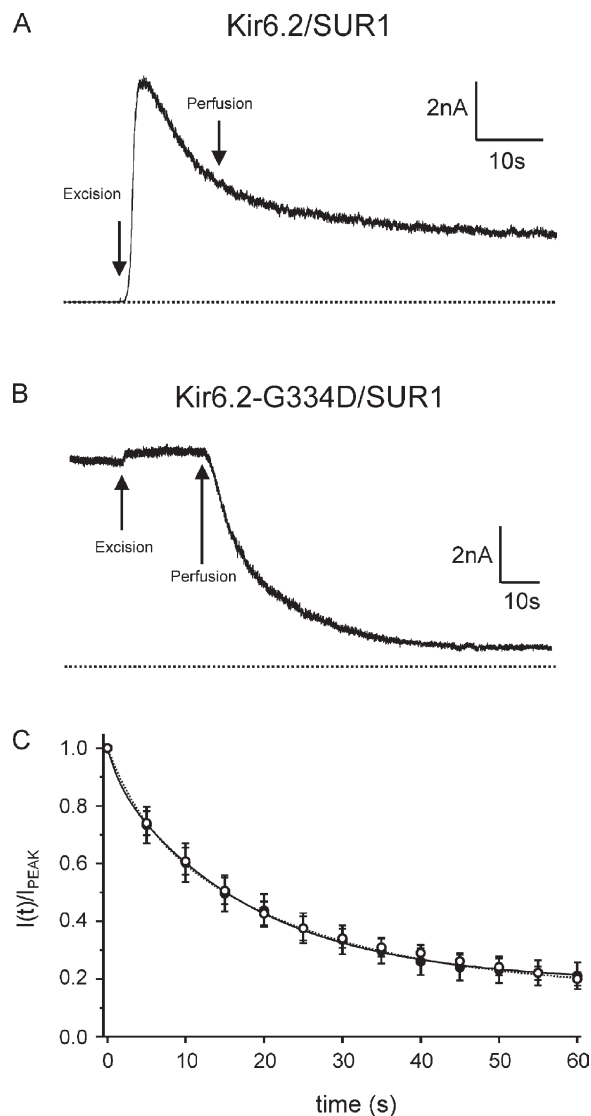 A
Kir6.2/SUR1
Perfusion
2nA
10s
Excision
B
Kir6.2-G334D/SUR1
Excision
Perfusion
2nA
10s
C
1.0
0.8
0.6
0.4
0.2
0.0
I(t)/I_PEAK
0 10 20 30 40 50 60
time (s)